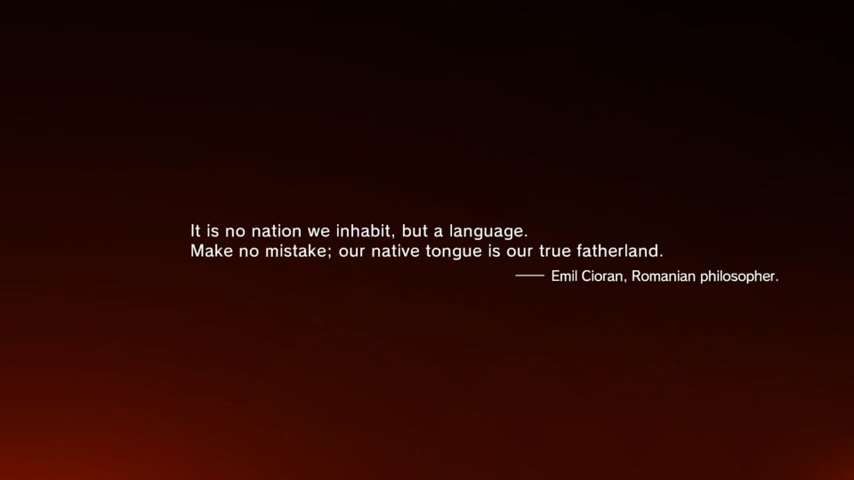 It is no nation we inhabit, but a language.
Make no mistake; our native tongue is our true fatherland.
—— Emil Cioran, Romanian philosopher.